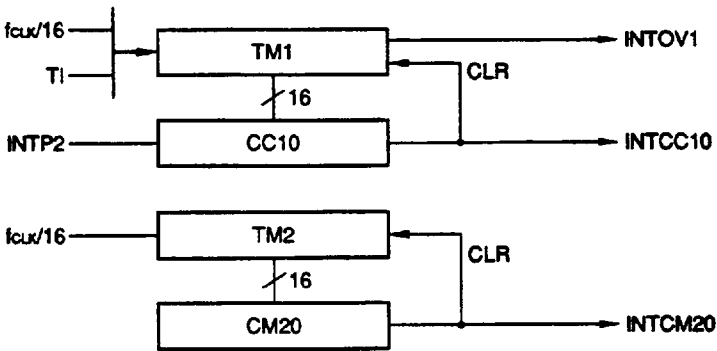 fCLK/16
TI
TM1
INTOV1
CLR
16
INTP2
CC10
INTCC10
fCLK/16
TM2
CLR
16
CM20
INTCM20